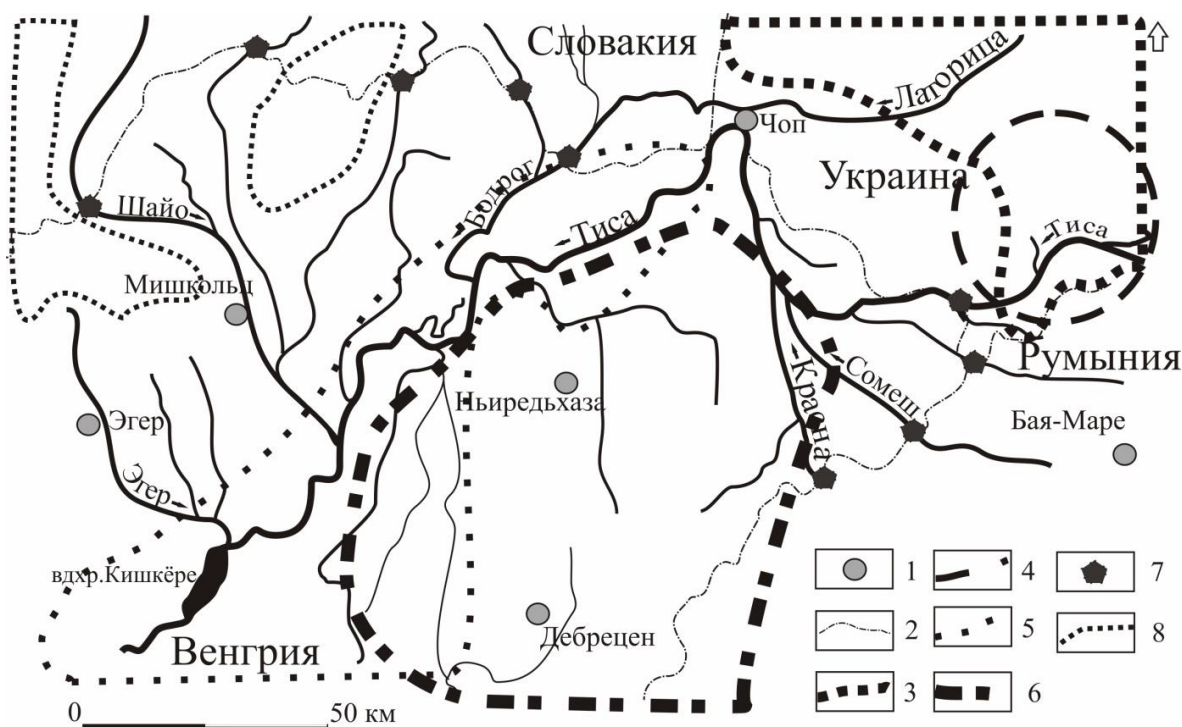 Словакия
Латорица
Чоп
Украина
Бодрог
Шайо
Тиса
Тиса
Мишкольц
Румыния
Ньиредьхаза
Красна
Сомеш
Эгер
Бая-Маре
Эгер
вдхр.Кишкёре
1
4
7
2
5
8
3
6
Дебрецен
Венгрия
0
50 км